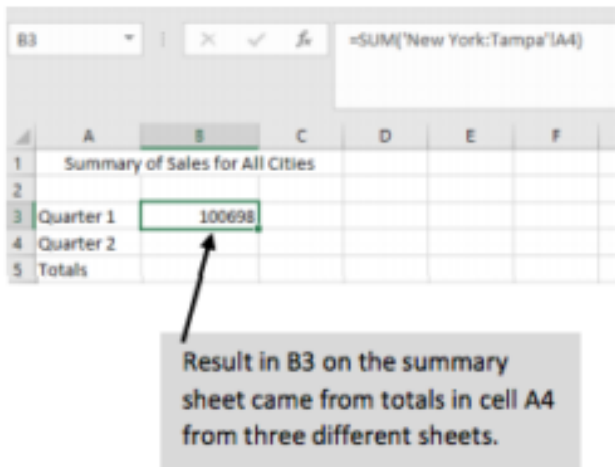 B3 fx =SUM('New York:Tampa'!A4)
A B C D E F
1 Summary of Sales for All Cities
2
3 Quarter 1 100698
4 Quarter 2
5 Totals
Result in B3 on the summary
sheet came from totals in cell A4
from three different sheets.